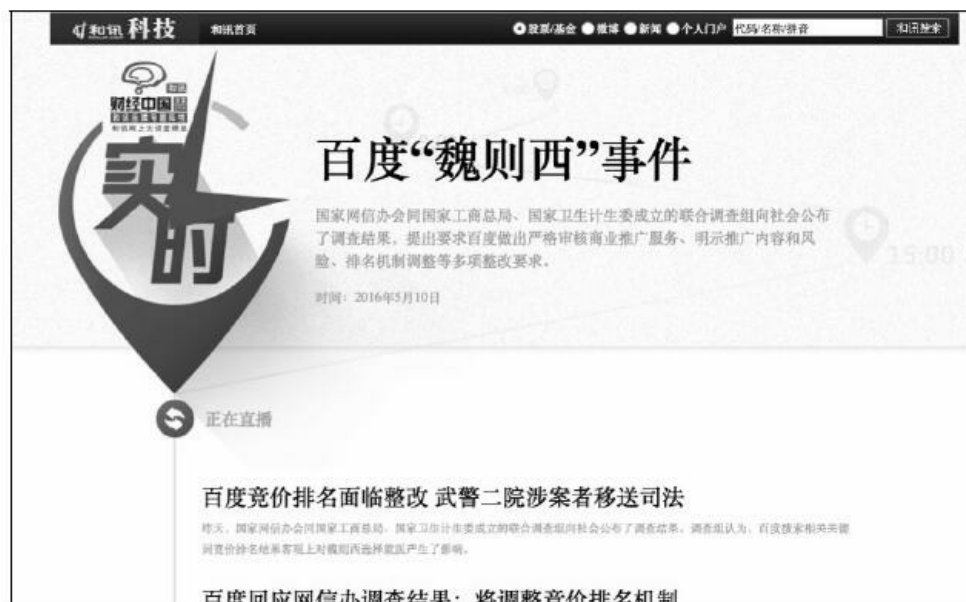 和讯 科技 和讯首页 股票/基金 微博 新闻 个人门户 代码/名称/拼音 和讯搜索
和讯
财经中国
实时
百度“魏则西”事件
国家网信办会同国家工商总局、国家卫生计生委成立的联合调查组向社会公布
了调查结果，提出要求百度做出严格审核商业推广服务、明示推广内容和风
险、排名机制调整等多项整改要求。
15:00
时间：2016年5月10日
正在直播
百度竞价排名面临整改 武警二院涉案者移送司法
昨天，国家网信办会同国家工商总局、国家卫生计生委成立的联合调查组向社会公布了调查结果。调查组认为，百度搜索相关关键
词竞价排名结果客观上对魏则西选择就医产生了影响。
百度回应网信办调查结果：将调整竞价排名机制